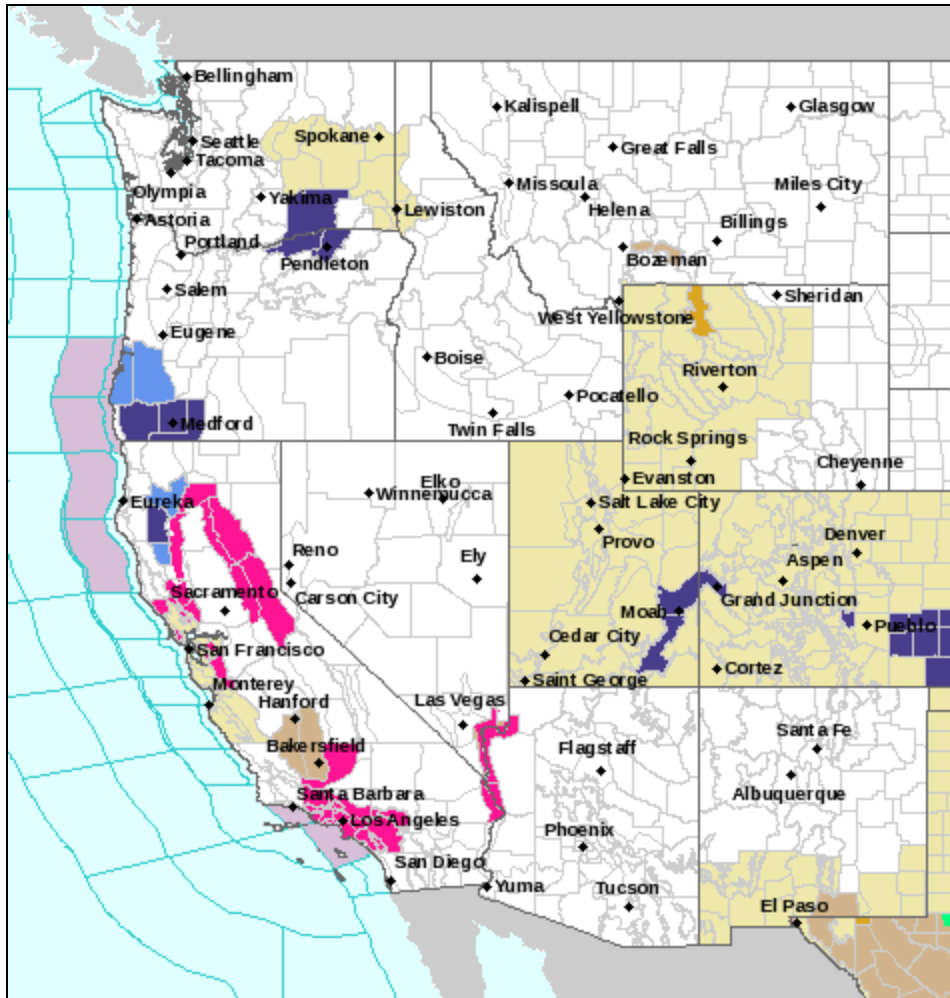 Bellingham
Kalispell
Glasgow
Spokane
Seattle
Great Falls
Tacoma
Missoula
Miles City
Olympia
Yakima
Helena
Lewiston
Astoria
Billings
Portland
Bozeman
Pendleton
Salem
Sheridan
West Yellowstone
Eugene
Boise
Riverton
Pocatello
Medford
Twin Falls
Rock Springs
Cheyenne
Elko
Evanston
Winnemucca
Eureka
Salt Lake City
Denver
Provo
Reno
Ely
Aspen
Sacramento
Carson City
Grand Junction
Moab
Pueblo
Cedar City
San Francisco
Cortez
Saint George
Monterey
Las Vegas
Hanford
Santa Fe
Bakersfield
Flagstaff
Santa Barbara
Albuquerque
Los Angeles
Phoenix
San Diego
Yuma
Tucson
El Paso